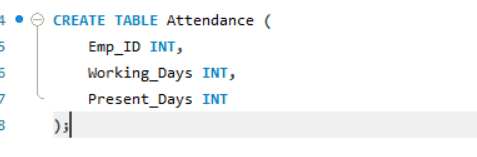 4 CREATE TABLE Attendance (
5 Emp_ID INT,
6 Working_Days INT,
7 Present_Days INT
8 );